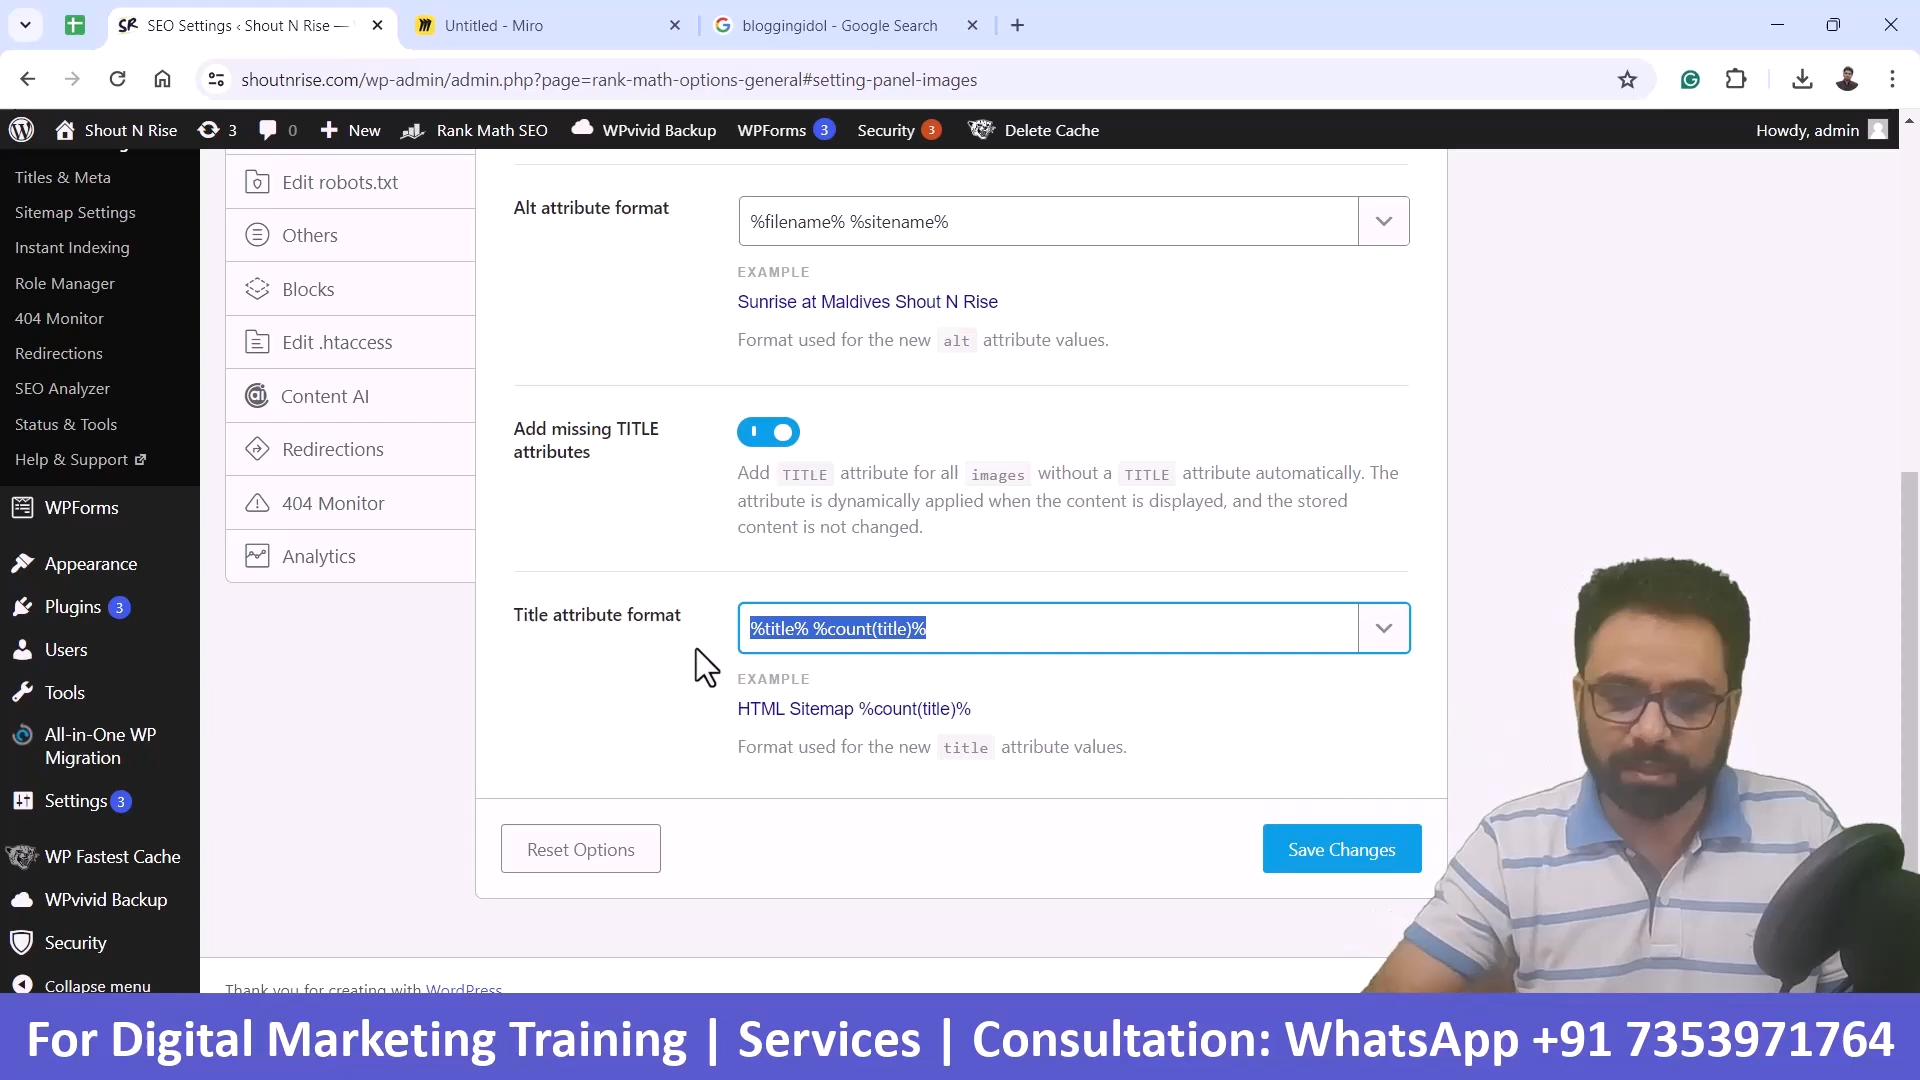 SEO Settings ‹ Shout N Rise —
Untitled - Miro
bloggingidol - Google Search
shoutnrise.com/wp-admin/admin.php?page=rank-math-options-general#setting-panel-images
Shout N Rise
3
0
New
Rank Math SEO
WPvivid Backup
WPForms 3
Security 3
Delete Cache
Howdy, admin
Titles & Meta
Sitemap Settings
Instant Indexing
Role Manager
404 Monitor
Redirections
SEO Analyzer
Status & Tools
Help & Support
WPForms
Appearance
Plugins 3
Users
Tools
All-in-One WP
Migration
Settings 3
WP Fastest Cache
WPvivid Backup
Security
Collapse menu
Edit robots.txt
Others
Blocks
Edit .htaccess
Content AI
Redirections
404 Monitor
Analytics
Alt attribute format
%filename% %sitename%
EXAMPLE
Sunrise at Maldives Shout N Rise
Format used for the new alt attribute values.
Add missing TITLE
attributes
Add TITLE attribute for all images without a TITLE attribute automatically. The
attribute is dynamically applied when the content is displayed, and the stored
content is not changed.
Title attribute format
%title% %count(title)%
EXAMPLE
HTML Sitemap %count(title)%
Format used for the new title attribute values.
Reset Options
Save Changes
Thank you for creating with WordPress
For Digital Marketing Training | Services | Consultation: WhatsApp +91 7353971764